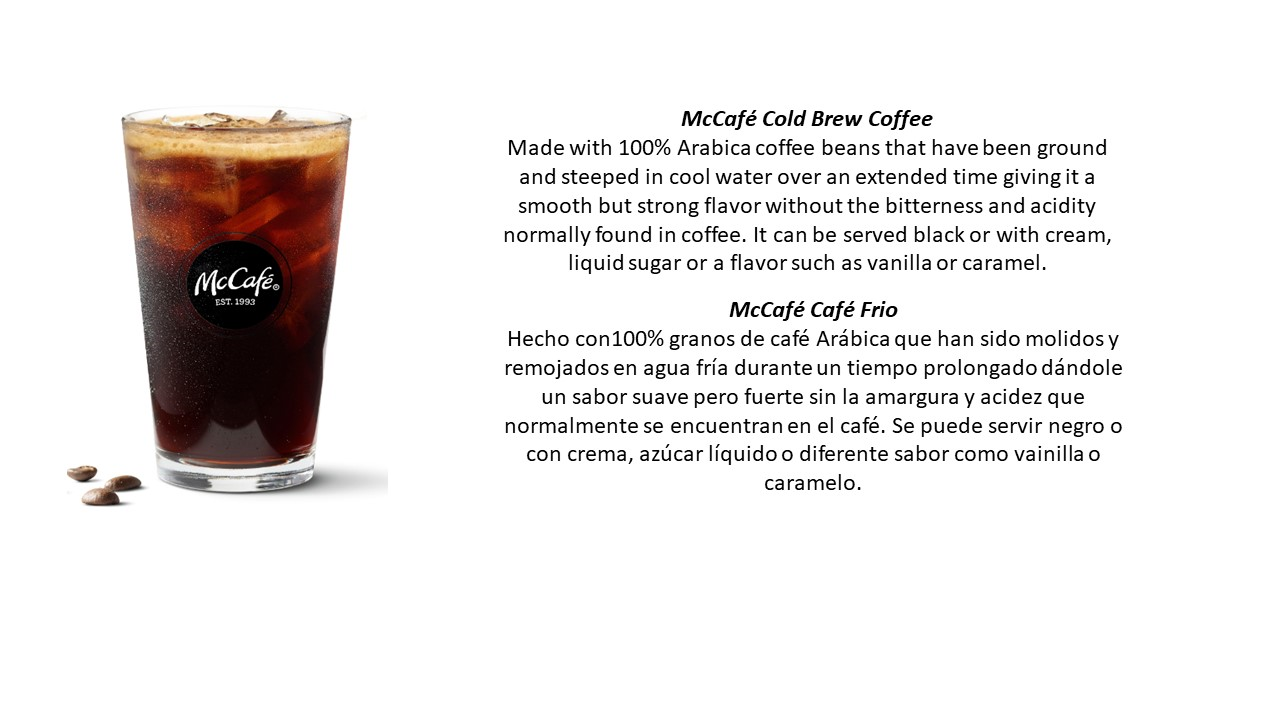 McCafé®
EST. 1993
McCafé Cold Brew Coffee
Made with 100% Arabica coffee beans that have been ground
and steeped in cool water over an extended time giving it a
smooth but strong flavor without the bitterness and acidity
normally found in coffee. It can be served black or with cream,
liquid sugar or a flavor such as vanilla or caramel.
McCafé Café Frio
Hecho con100% granos de café Arábica que han sido molidos y
remojados en agua fría durante un tiempo prolongado dándole
un sabor suave pero fuerte sin la amargura y acidez que
normalmente se encuentran en el café. Se puede servir negro o
con crema, azúcar líquido o diferente sabor como vainilla o
caramelo.